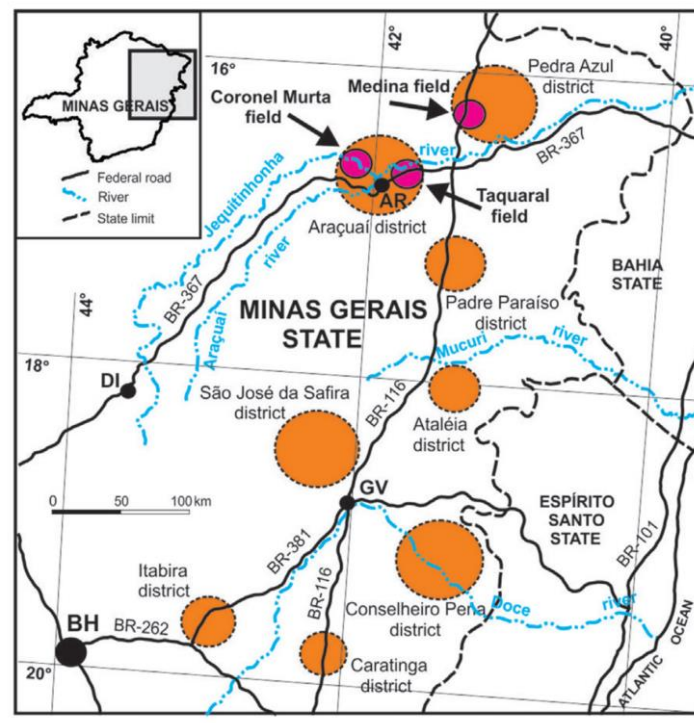 MINAS GERAIS
Federal road
River
State limit
16°
42°
40°
Pedra Azul
district
Medina field
Coronel Murta
field
river
BR-367
Jequitinhonha
AR
Taquaral
field
Araçuaí district
river
BR-367
Araçuaí
44°
BAHIA
STATE
MINAS GERAIS
STATE
Padre Paraíso
district
Mucuri
river
18°
DI
BR-116
São José da Safira
district
Ataléia
district
0
50
100 km
GV
ESPÍRITO
SANTO
STATE
BR-381
BR-116
BR-101
Itabira
district
Conselheiro Pena
district
Doce
river
BH
BR-262
Caratinga
district
20°
ATLANTIC OCEAN